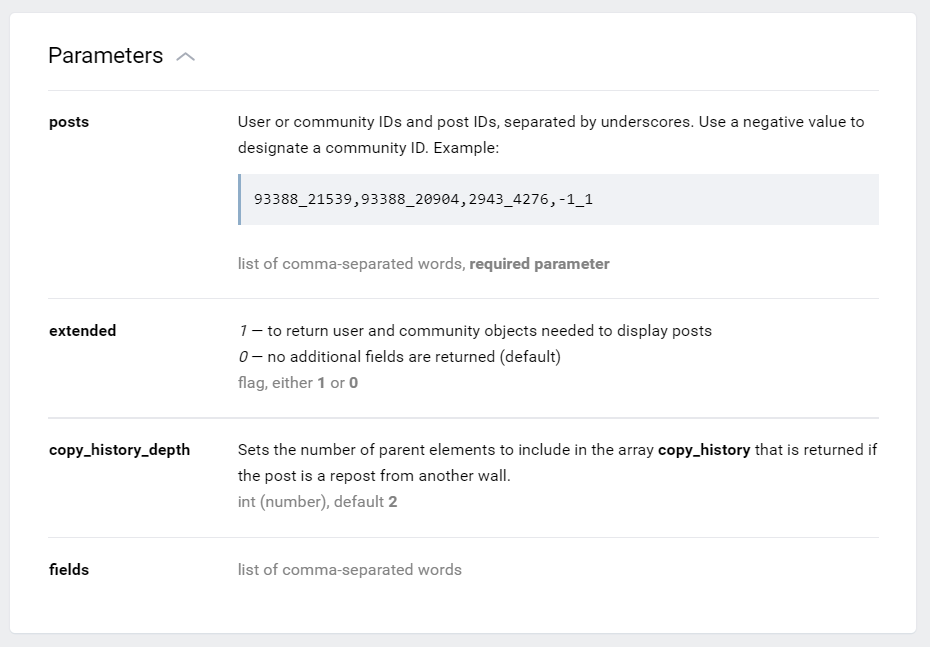 Parameters
posts
User or community IDs and post IDs, separated by underscores. Use a negative value to
designate a community ID. Example:
93388_21539,93388_20904,2943_4276,-1_1
list of comma-separated words, required parameter
extended
1 — to return user and community objects needed to display posts
0 — no additional fields are returned (default)
flag, either 1 or 0
copy_history_depth
Sets the number of parent elements to include in the array copy_history that is returned if
the post is a repost from another wall.
int (number), default 2
fields
list of comma-separated words